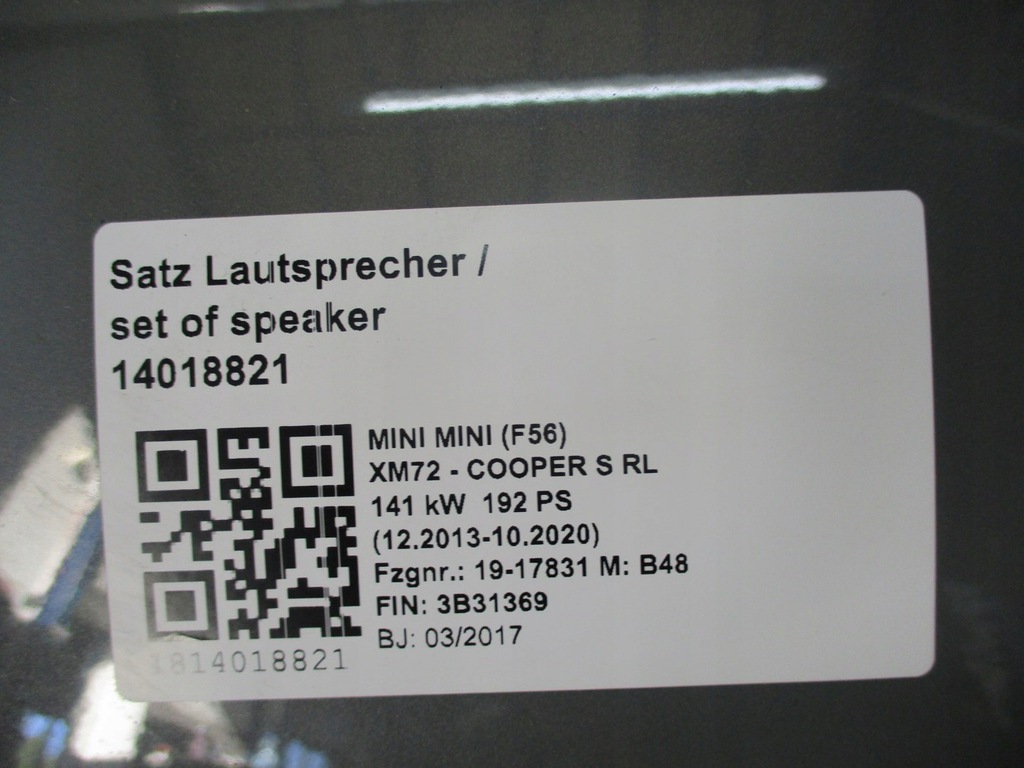 Satz Lautsprecher /
set of speaker
14018821
MINI MINI (F56)
XM72 - COOPER S RL
141 kW 192 PS
(12.2013-10.2020)
Fzgnr.: 19-17831 M: B48
FIN: 3B31369
BJ: 03/2017